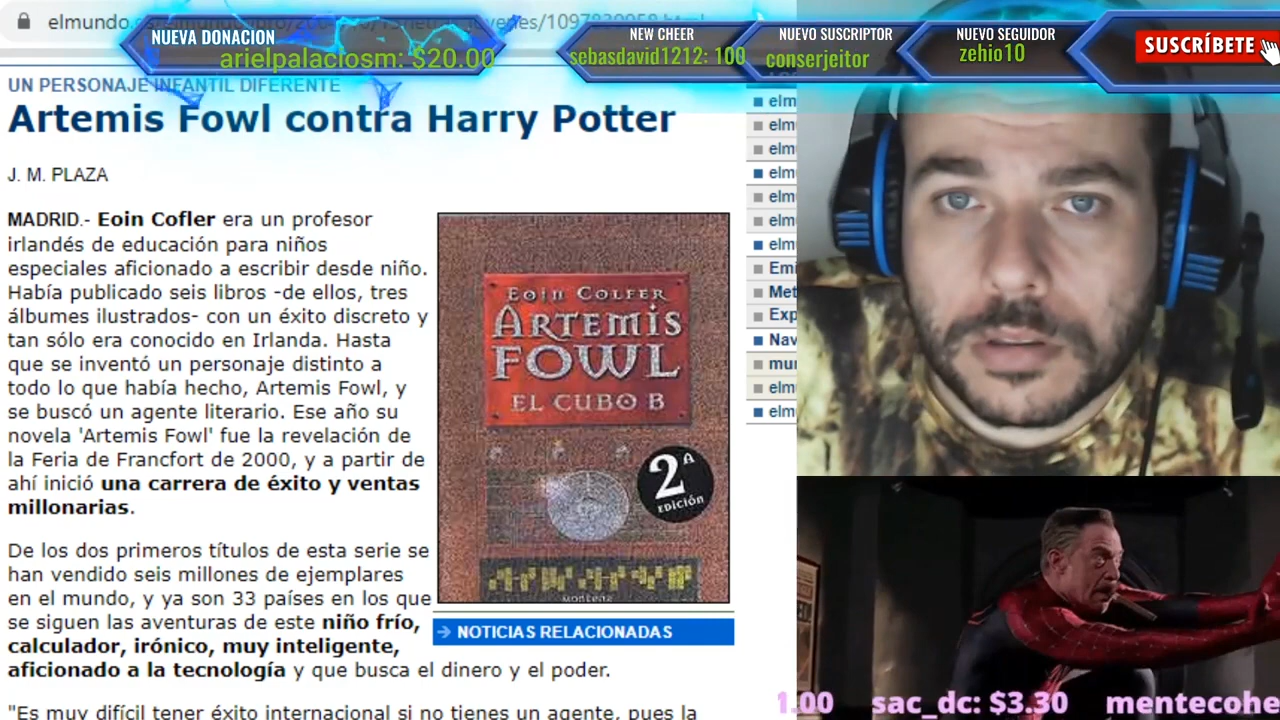 NUEVA DONACION
arielpalaciosm: $20.00
NEW CHEER
sebasdavid1212: 100
NUEVO SUSCRIPTOR
conserjeitor
NUEVO SEGUIDOR
zehio10
SUSCRÍBETE
UN PERSONAJE INFANTIL DIFERENTE
Artemis Fowl contra Harry Potter
J. M. PLAZA
MADRID.- Eoin Cofler era un profesor
irlandés de educación para niños
especiales aficionado a escribir desde niño.
Había publicado seis libros -de ellos, tres
álbumes ilustrados- con un éxito discreto y
tan sólo era conocido en Irlanda. Hasta
que se inventó un personaje distinto a
todo lo que había hecho, Artemis Fowl, y
se buscó un agente literario. Ese año su
novela 'Artemis Fowl' fue la revelación de
la Feria de Francfort de 2000, y a partir de
ahí inició una carrera de éxito y ventas
millonarias.
De los dos primeros títulos de esta serie se
han vendido seis millones de ejemplares
en el mundo, y ya son 33 países en los que
se siguen las aventuras de este niño frío,
calculador, irónico, muy inteligente,
aficionado a la tecnología y que busca el dinero y el poder.
"Es muy difícil tener éxito internacional si no tienes un agente, pues la
EOIN COLFER
ARTEMIS
FOWL
EL CUBO B
2ª
EDICIÓN
MONTENA
NOTICIAS RELACIONADAS
elm
elmu
elmu
elm
elmu
elmu
elm
Emi
Met
Exp
Nav
mun
elmu
elm
1.00 sac_dc: $3.30 mentecohe